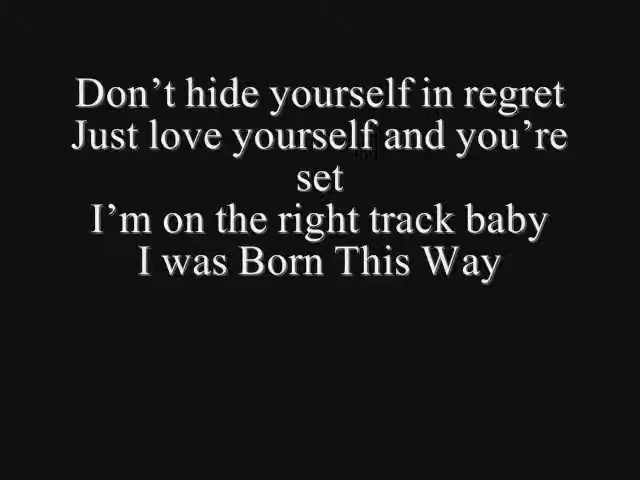 Don’t hide yourself in regret
Just love yourself and you’re
set
I’m on the right track baby
I was Born This Way